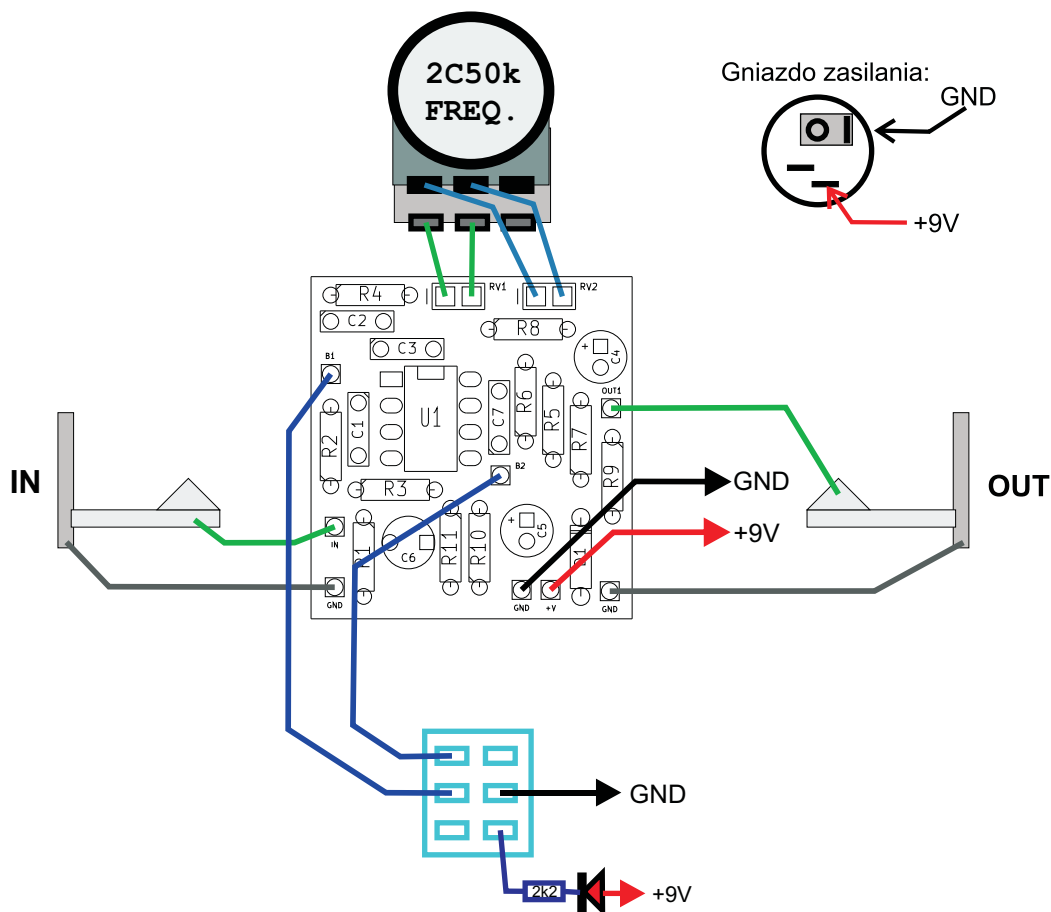 2C50k
FREQ.
Gniazdo zasilania:
GND
+9V
R4
RV1
RV2
C2
R8
C3
+
C4
B1
OUT1
U1
C7
R6
R5
R7
R2
C1
R9
B2
IN
OUT
R3
GND
+9V
IN
R1
C6
R11
R10
+
C5
1
GND
GND
+V
GND
GND
2k2
+9V